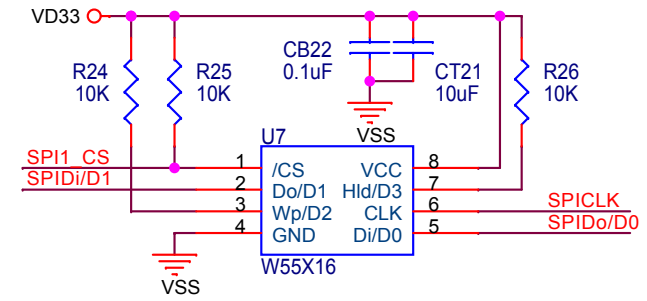 VD33
CB22
0.1uF
R24
10K
R25
10K
CT21
10uF
R26
10K
VSS
U7
SPI1_CS
1
/CS
VCC
8
SPIDi/D1
2
Do/D1
Hld/D3
7
3
Wp/D2
CLK
6
SPICLK
4
GND
Di/D0
5
SPIDo/D0
W55X16
VSS